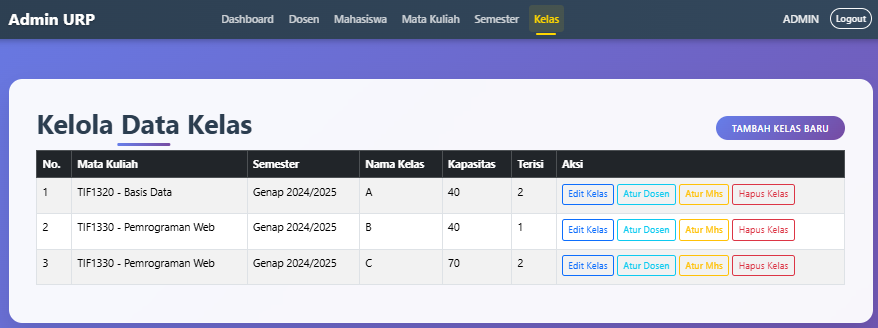 Admin URP Dashboard Dosen Mahasiswa Mata Kuliah Semester Kelas ADMIN Logout
Kelola Data Kelas
TAMBAH KELAS BARU
No. Mata Kuliah Semester Nama Kelas Kapasitas Terisi Aksi
1 TIF1320 - Basis Data Genap 2024/2025 A 40 2 Edit Kelas Atur Dosen Atur Mhs Hapus Kelas
2 TIF1330 - Pemrograman Web Genap 2024/2025 B 40 1 Edit Kelas Atur Dosen Atur Mhs Hapus Kelas
3 TIF1330 - Pemrograman Web Genap 2024/2025 C 70 2 Edit Kelas Atur Dosen Atur Mhs Hapus Kelas